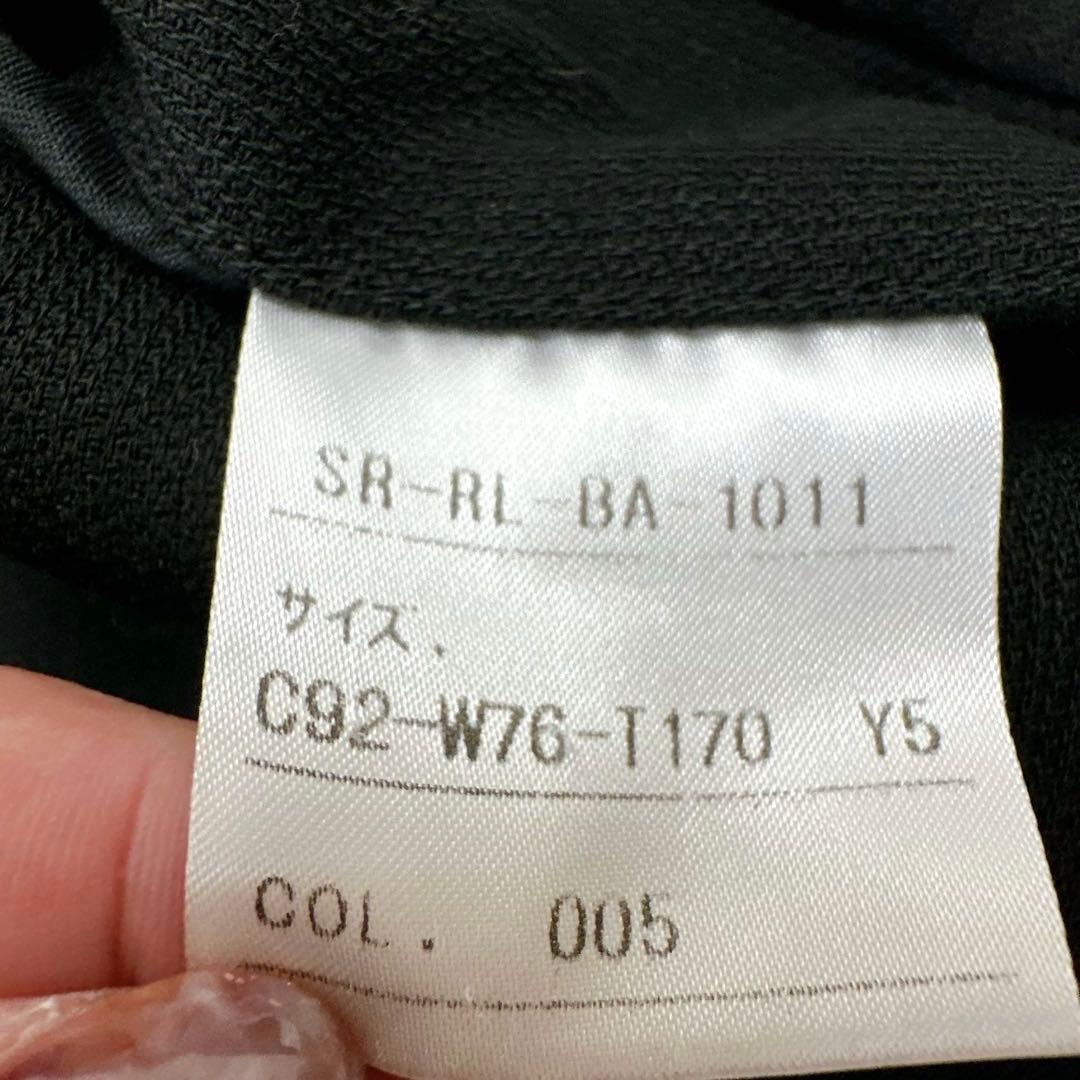 SR-RL-BA-1011
サイズ.
C92-W76-T170 Y5
COL. 005